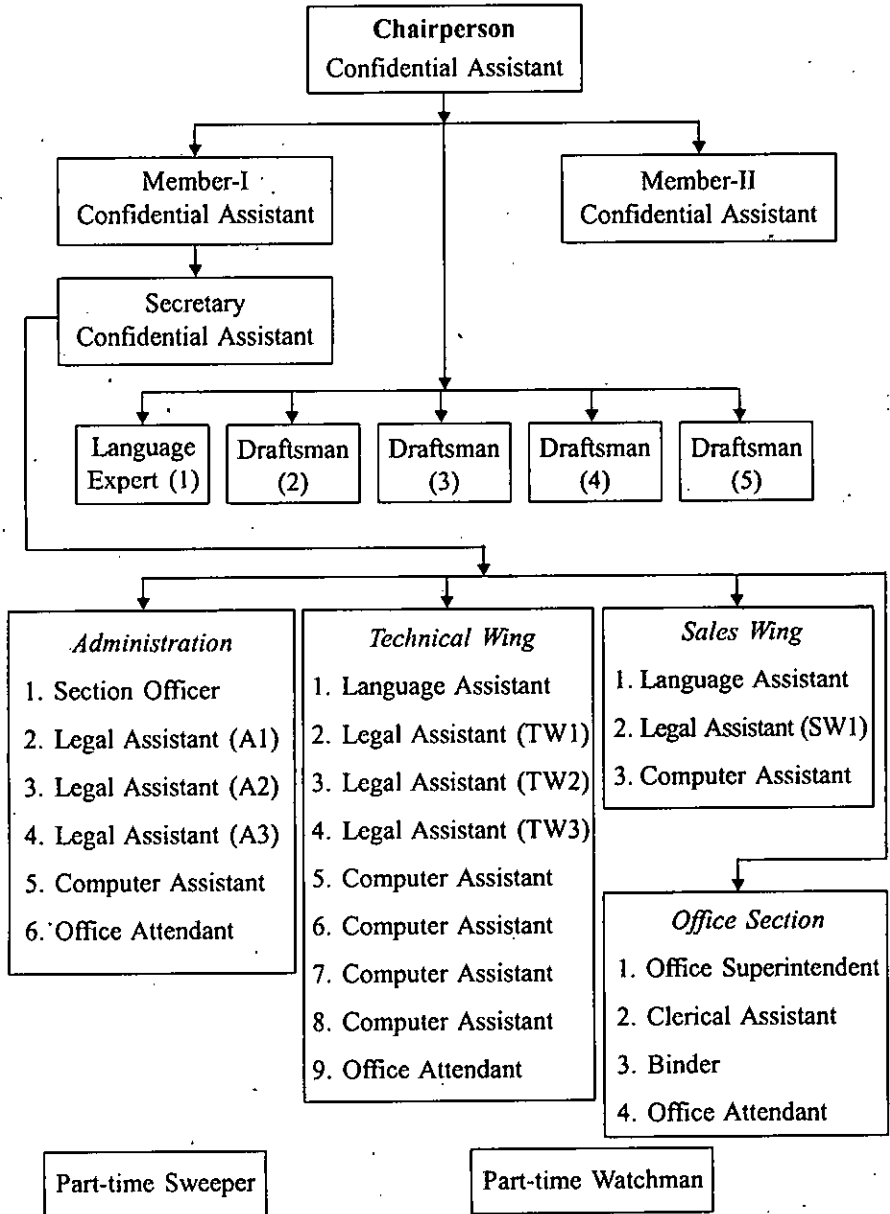 Chairperson
Confidential Assistant
Member-I
Confidential Assistant
Member-II
Confidential Assistant
Secretary
Confidential Assistant
Language
Expert (1)
Draftsman
(2)
Draftsman
(3)
Draftsman
(4)
Draftsman
(5)
Administration
1. Section Officer
2. Legal Assistant (A1)
3. Legal Assistant (A2)
4. Legal Assistant (A3)
5. Computer Assistant
6. Office Attendant
Technical Wing
1. Language Assistant
2. Legal Assistant (TW1)
3. Legal Assistant (TW2)
4. Legal Assistant (TW3)
5. Computer Assistant
6. Computer Assistant
7. Computer Assistant
8. Computer Assistant
9. Office Attendant
Sales Wing
1. Language Assistant
2. Legal Assistant (SW1)
3. Computer Assistant
Office Section
1. Office Superintendent
2. Clerical Assistant
3. Binder
4. Office Attendant
Part-time Sweeper
Part-time Watchman